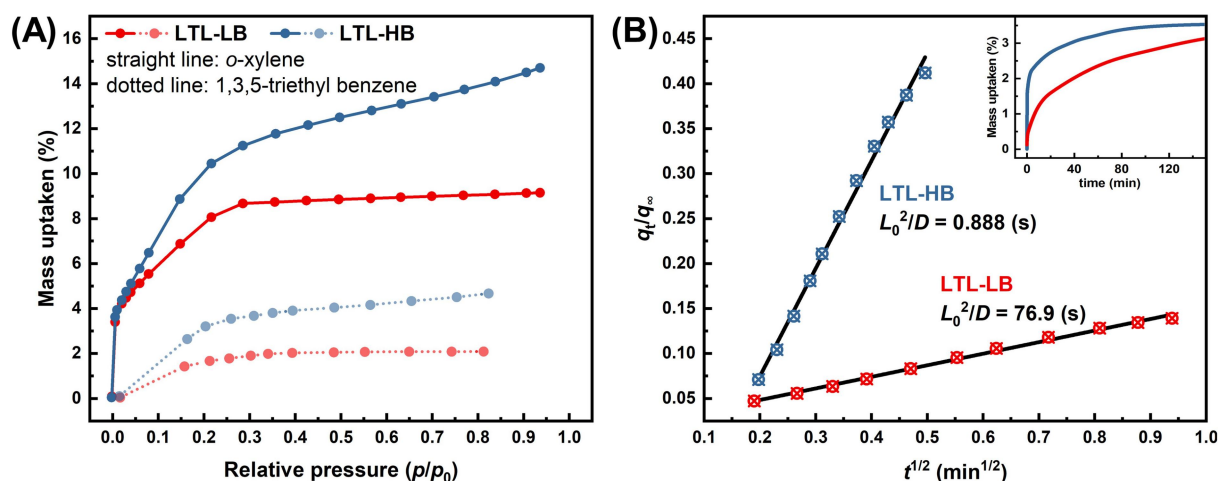 (A)
LTL-LB LTL-HB
straight line: o-xylene
dotted line: 1,3,5-triethyl benzene
Mass uptaken (%)
16
14
12
10
8
6
4
2
0
0.0 0.1 0.2 0.3 0.4 0.5 0.6 0.7 0.8 0.9 1.0
Relative pressure (p/p0)
(B)
qt/q∞
0.45
0.40
0.35
0.30
0.25
0.20
0.15
0.10
0.05
LTL-HB
L0²/D = 0.888 (s)
LTL-LB
L0²/D = 76.9 (s)
0.1 0.2 0.3 0.4 0.5 0.6 0.7 0.8 0.9 1.0
t1/2 (min1/2)
Mass uptaken (%)
3
2
1
0
0 40 80 120
time (min)